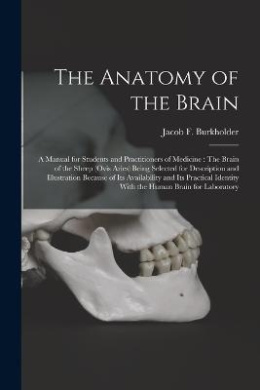 The Anatomy of
the Brain
Jacob F. Burkholder
A Manual for Students and Practitioners of Medicine : The Brain
of the Sheep (Ovis Aries) Being Selected for Description and
Illustration Because of Its Availability and Its Practical Identity
With the Human Brain for Laboratory